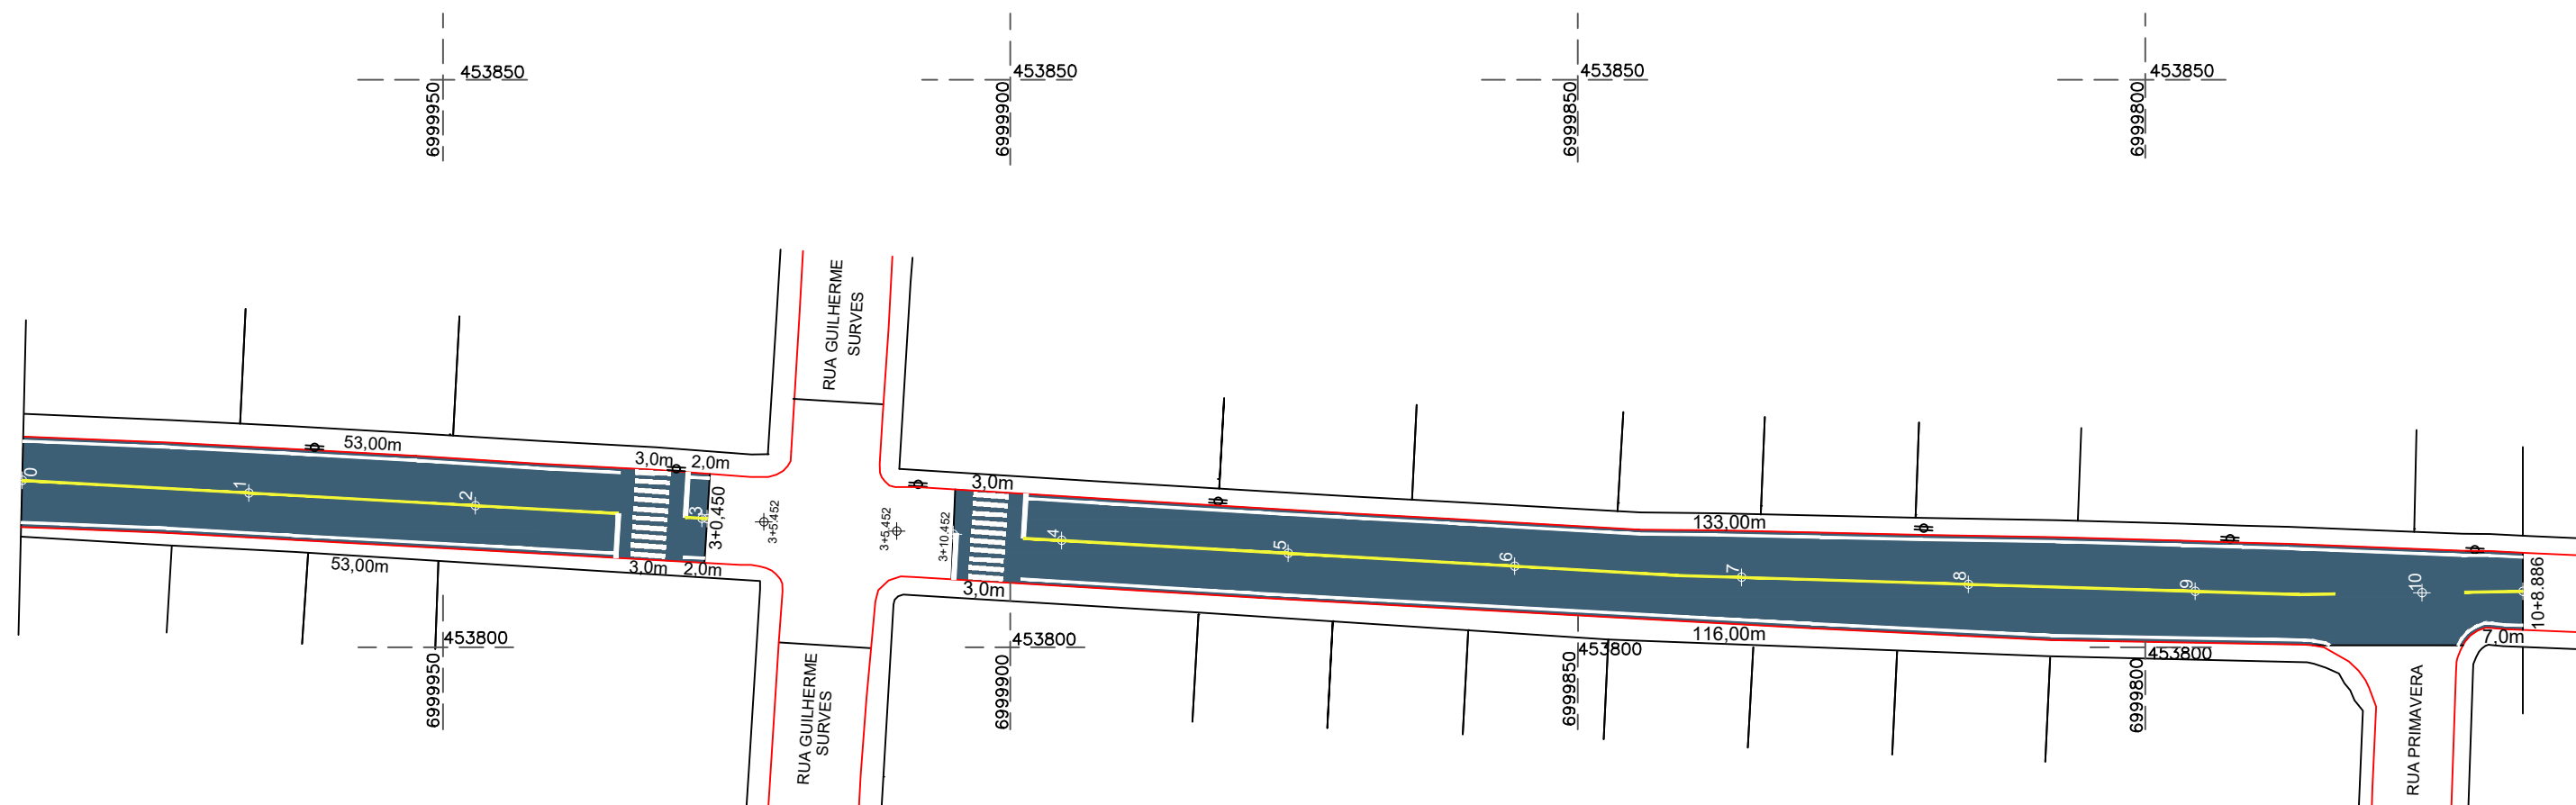 453850
453850
453850
453850
6999950
6999900
6999850
6999800
RUA GUILHERME
SURVES
53,00m
3,0m
2,0m
3,0m
133,00m
0
1
2
3
3+0,450
3+5.452
3+5.452
3+10.452
4
5
6
7
8
9
10
10+8.886
53,00m
3,0m
2,0m
3,0m
116,00m
7,0m
453800
453800
453800
453800
6999950
6999900
6999850
6999800
RUA GUILHERME
SURVES
RUA PRIMAVERA